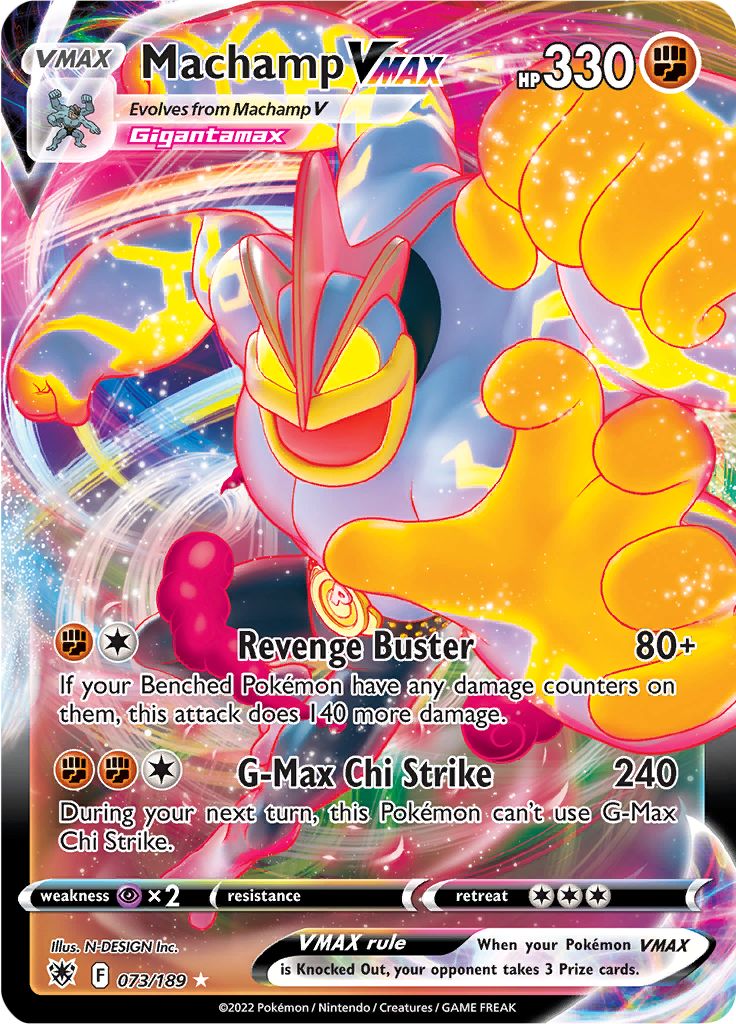 VMAX
Machamp VMAX
HP 330
Evolves from Machamp V
Gigantamax
Revenge Buster 80+
If your Benched Pokémon have any damage counters on
them, this attack does 140 more damage.
G-Max Chi Strike 240
During your next turn, this Pokémon can't use G-Max
Chi Strike.
weakness ×2 resistance retreat
Illus. N-DESIGN Inc.
VMAX rule
When your Pokémon VMAX
is Knocked Out, your opponent takes 3 Prize cards.
F 073/189
©2022 Pokémon / Nintendo / Creatures / GAME FREAK